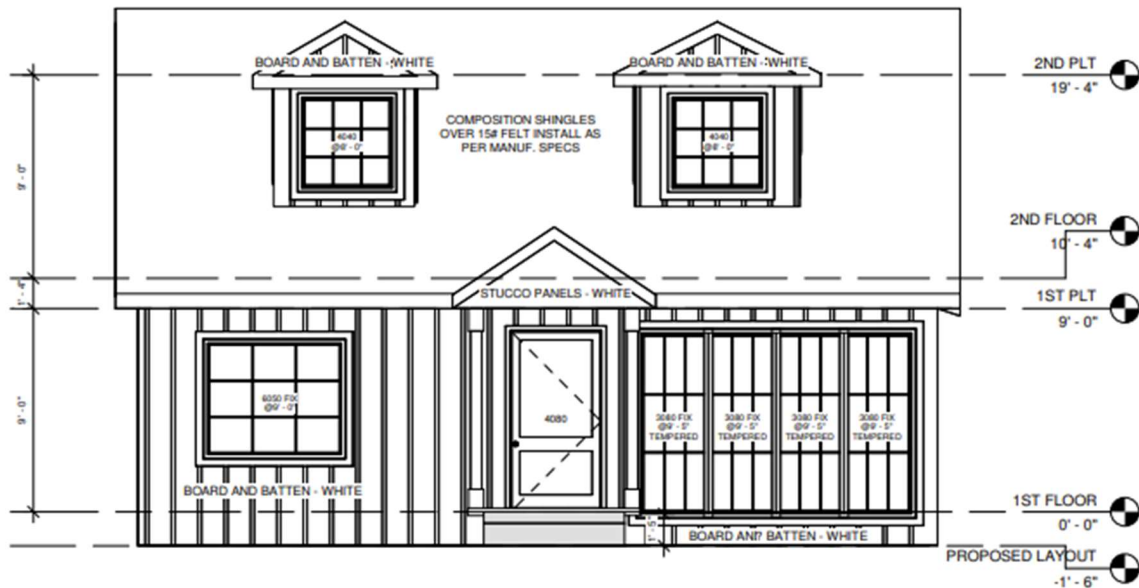 BOARD AND BATTEN - WHITE
BOARD AND BATTEN - WHITE
2ND PLT
19' - 4"
COMPOSITION SHINGLES
OVER 15# FELT INSTALL AS
PER MANUF. SPECS
4040
@8' - 0"
4040
@8' - 0"
9' - 0"
2ND FLOOR
10' - 4"
1' - 4"
STUCCO PANELS - WHITE
1ST PLT
9' - 0"
9' - 0"
6050 FIX
@9' - 0"
4080
3080 FIX
@9' - 5"
TEMPERED
3080 FIX
@9' - 5"
TEMPERED
3080 FIX
@9' - 5"
TEMPERED
3080 FIX
@9' - 5"
TEMPERED
BOARD AND BATTEN - WHITE
1ST FLOOR
0' - 0"
1' - 5"
BOARD AND BATTEN - WHITE
PROPOSED LAYOUT
-1' - 6"